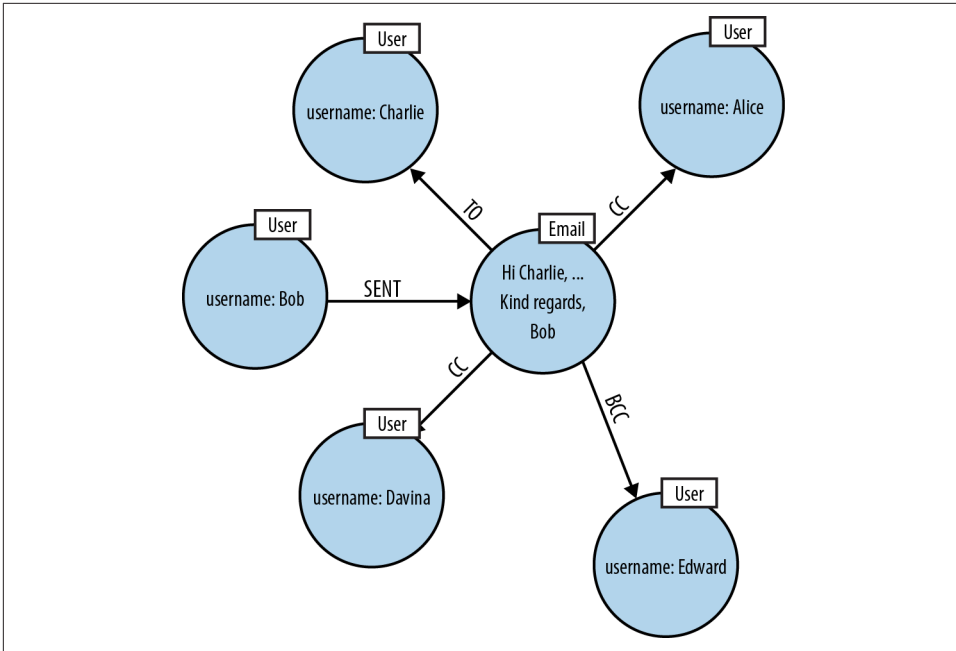 User
username: Charlie
User
username: Alice
TO
CC
User
username: Bob
SENT
Email
Hi Charlie, ...
Kind regards,
Bob
CC
BCC
User
username: Davina
User
username: Edward